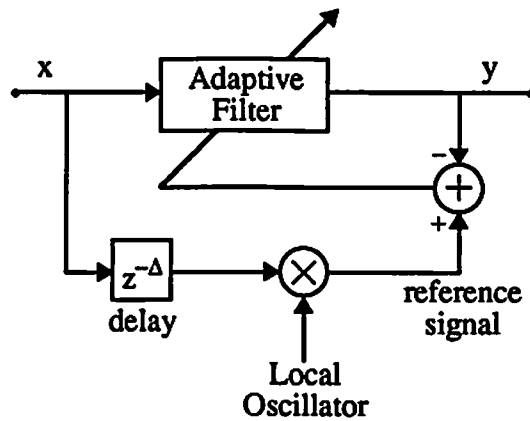 x
Adaptive
Filter
y
−
+
+
z^−Δ
×
delay
reference
signal
Local
Oscillator